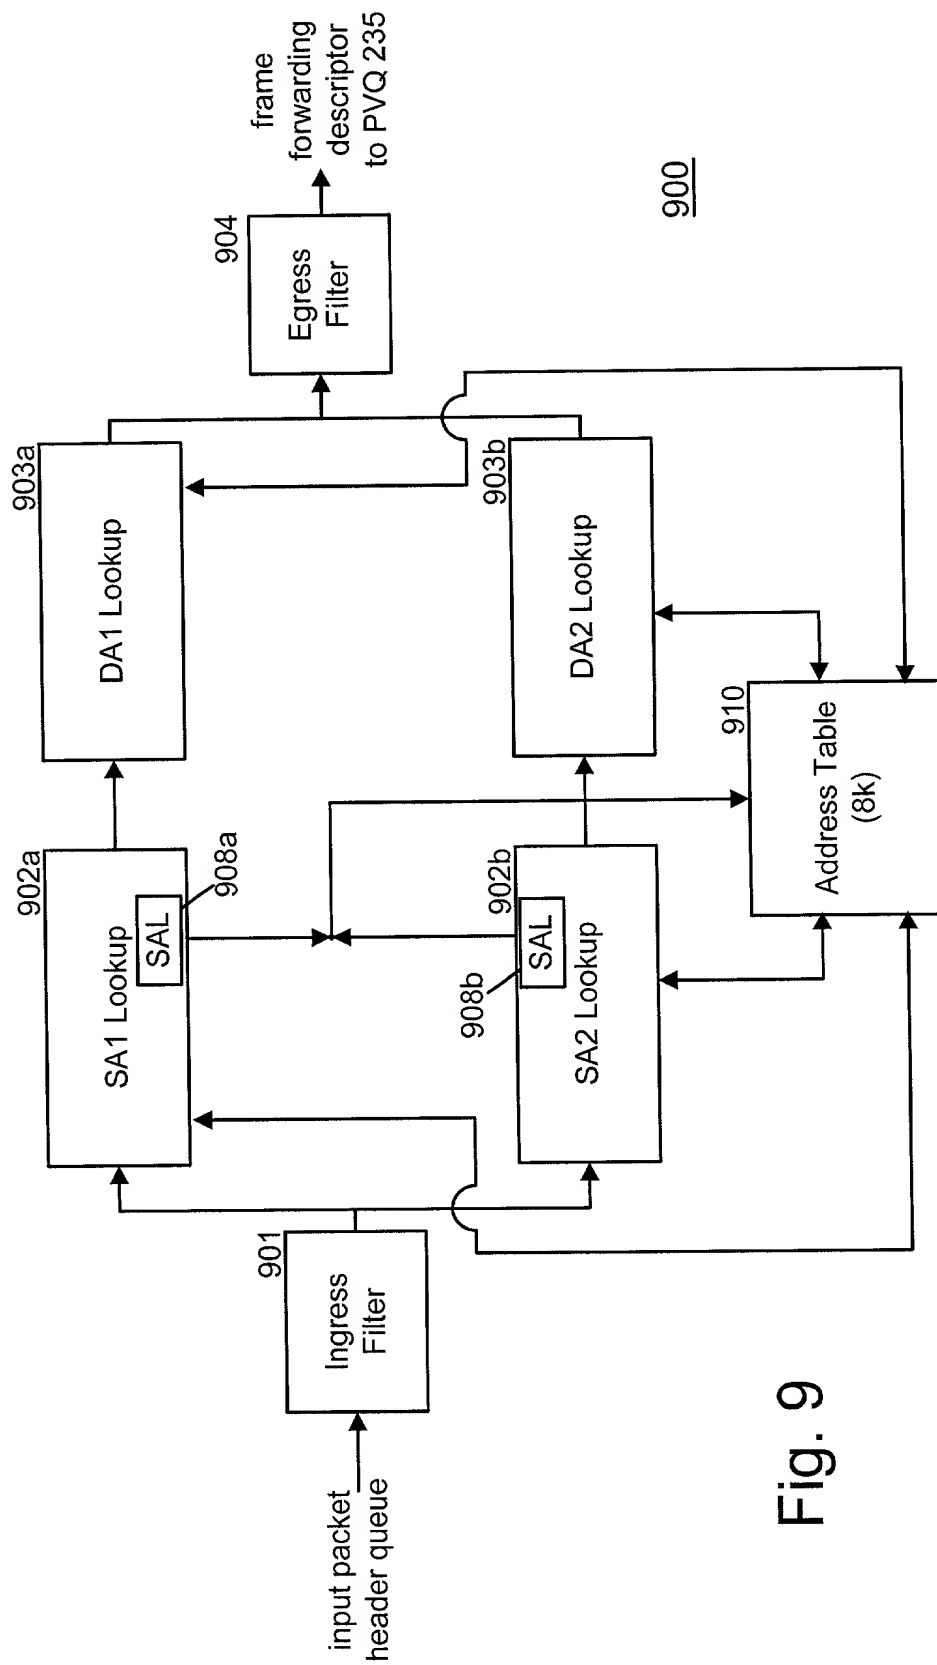 input packet
header queue
901
Ingress
Filter
902a
SA1 Lookup
SAL
908a
903a
DA1 Lookup
904
Egress
Filter
frame
forwarding
descriptor
to PVQ 235
908b
SAL
902b
SA2 Lookup
903b
DA2 Lookup
910
Address Table
(8k)
900
Fig. 9